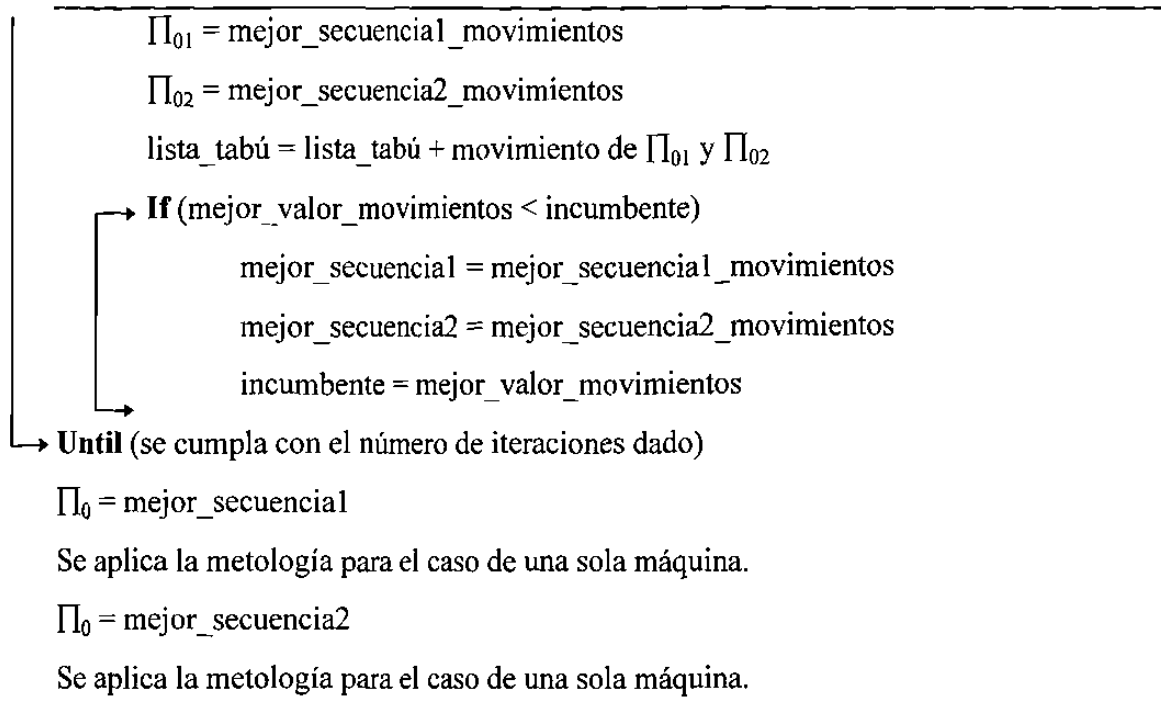 ∏₀₁ = mejor_secuencia1_movimientos
∏₀₂ = mejor_secuencia2_movimientos
lista_tabú = lista_tabú + movimiento de ∏₀₁ y ∏₀₂
If (mejor_valor_movimientos < incumbente)
mejor_secuencia1 = mejor_secuencia1_movimientos
mejor_secuencia2 = mejor_secuencia2_movimientos
incumbente = mejor_valor_movimientos
Until (se cumpla con el número de iteraciones dado)
∏₀ = mejor_secuencia1
Se aplica la metología para el caso de una sola máquina.
∏₀ = mejor_secuencia2
Se aplica la metología para el caso de una sola máquina.